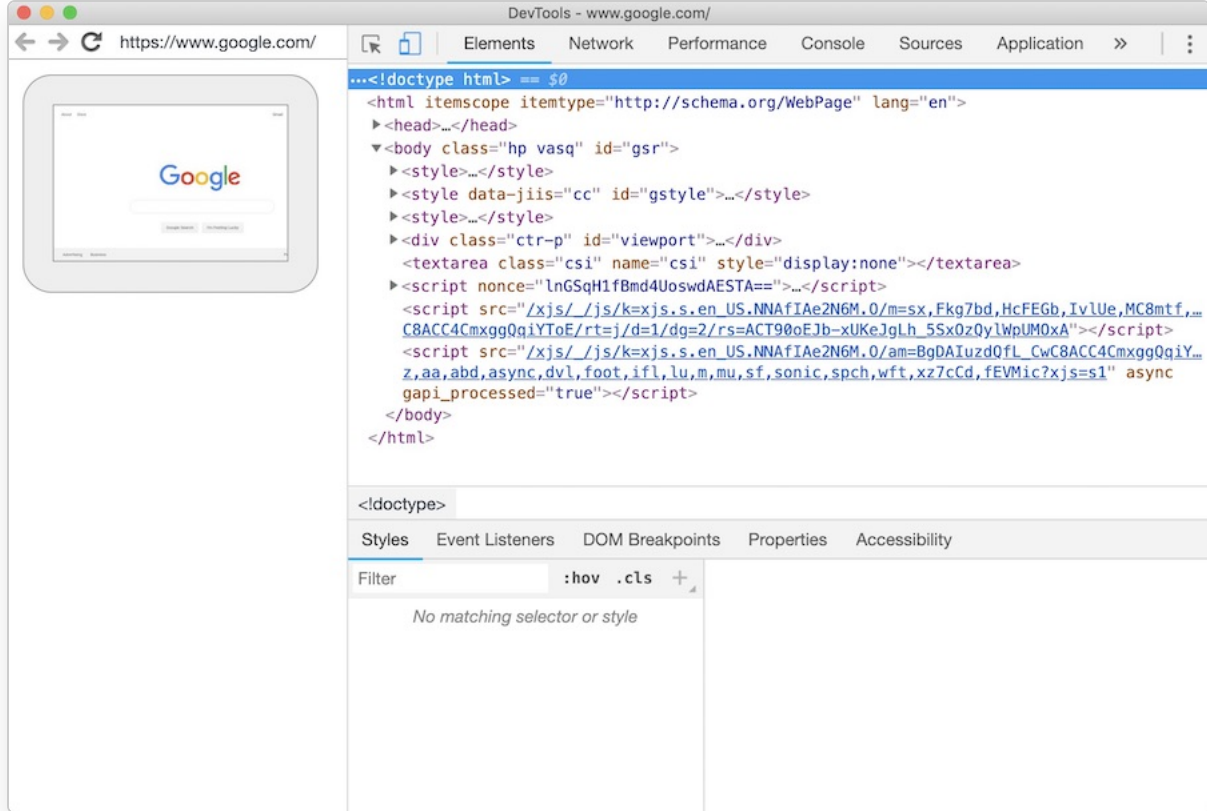 DevTools - www.google.com/
https://www.google.com/
Elements Network Performance Console Sources Application »
Google
Google Search I'm Feeling Lucky
Advertising Business
…<!doctype html> == $0
<html itemscope itemtype="http://schema.org/WebPage" lang="en">
<head>…</head>
<body class="hp vasq" id="gsr">
<style>…</style>
<style data-jiis="cc" id="gstyle">…</style>
<style>…</style>
<div class="ctr-p" id="viewport">…</div>
<textarea class="csi" name="csi" style="display:none"></textarea>
<script nonce="lnGSqH1fBmd4UoswdAESTA==">…</script>
<script src="/xjs/_/js/k=xjs.s.en_US.NNAfIAe2N6M.O/m=sx,Fkg7bd,HcFEGb,IvlUe,MC8mtf,…
C8ACC4CmxggQqiYToE/rt=j/d=1/dg=2/rs=ACT90oEJb-xUKeJgLh_5SxOzQylWpUMOxA"></script>
<script src="/xjs/_/js/k=xjs.s.en_US.NNAfIAe2N6M.O/am=BgDAIuzdQfL_CwC8ACC4CmxggQqiY…
z,aa,abd,async,dvl,foot,ifl,lu,m,mu,sf,sonic,spch,wft,xz7cCd,fEVMic?xjs=s1" async
gapi_processed="true"></script>
</body>
</html>
<!doctype>
Styles Event Listeners DOM Breakpoints Properties Accessibility
Filter :hov .cls +
No matching selector or style